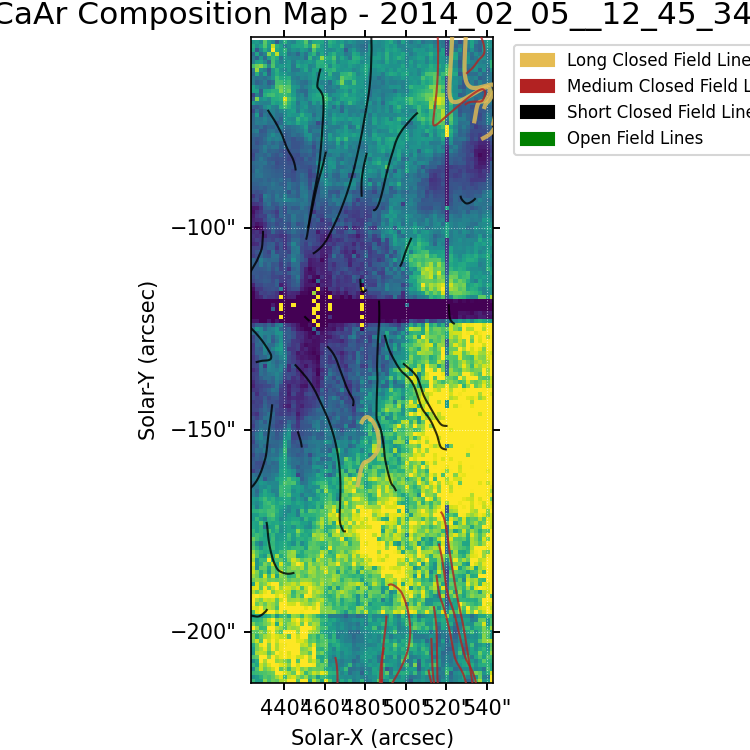 CaAr Composition Map - 2014_02_05__12_45_34
Long Closed Field Line
Medium Closed Field L
Short Closed Field Line
Open Field Lines
−100"
−150"
−200"
Solar-Y (arcsec)
440" 460" 480" 500" 520" 540"
Solar-X (arcsec)